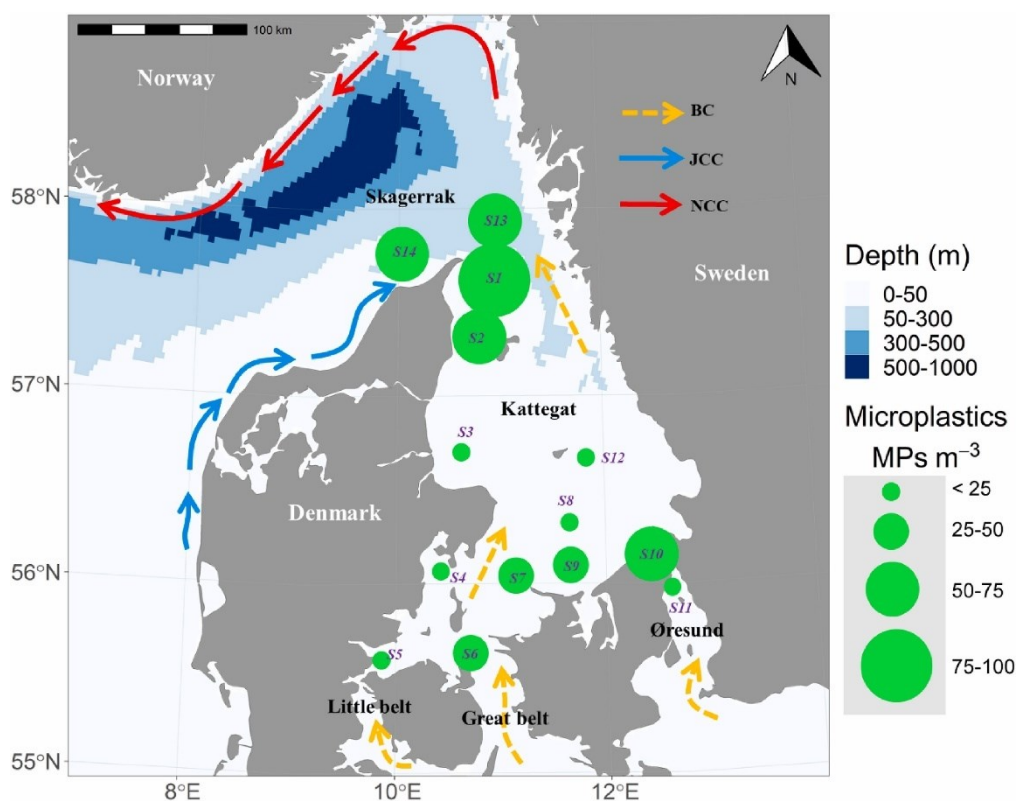 100 km
Norway
N
BC
JCC
NCC
58°N
57°N
56°N
55°N
Skagerrak
S13
S14
S1
S2
Sweden
Kattegat
S3
S12
Denmark
S8
S10
S9
S4
S7
S11
Øresund
S5
S6
Little belt
Great belt
8°E
10°E
12°E
Depth (m)
0-50
50-300
300-500
500-1000
Microplastics
MPs m⁻³
< 25
25-50
50-75
75-100